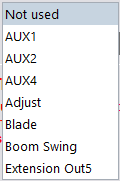 Not used
AUX1
AUX2
AUX4
Adjust
Blade
Boom Swing
Extension Out5